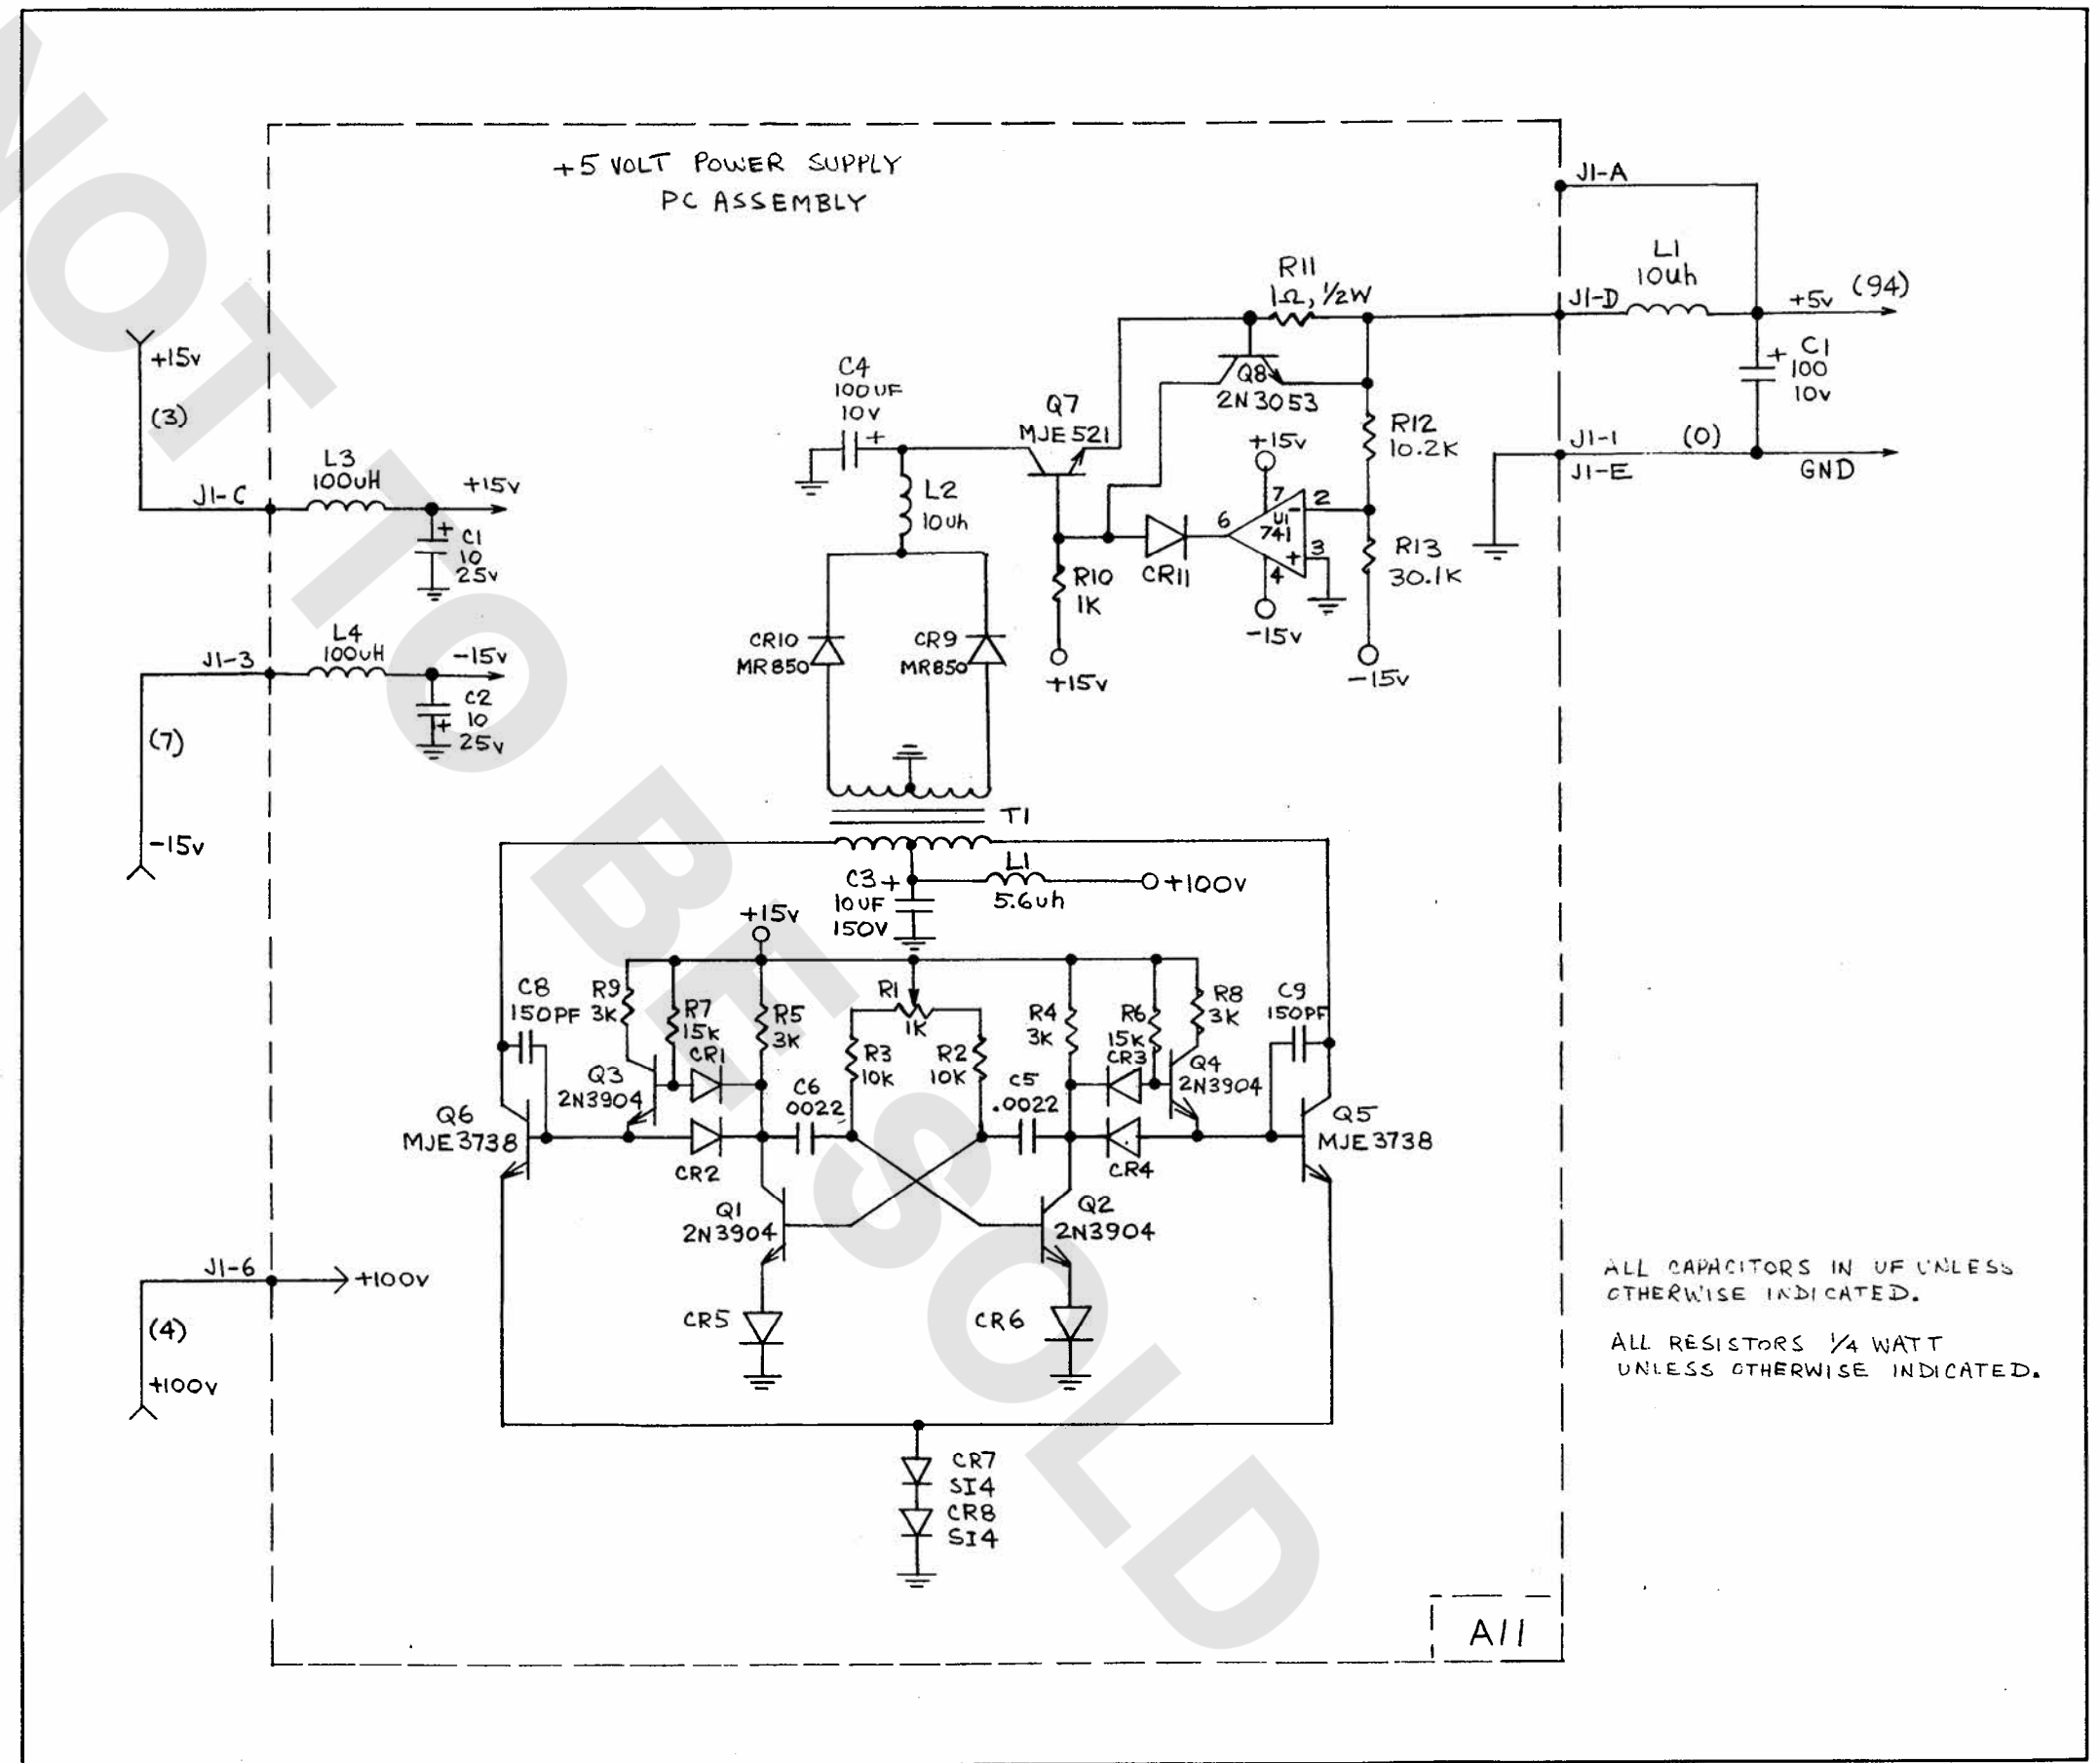 NOT TO BE SOLD
+5 VOLT POWER SUPPLY
PC ASSEMBLY
J1-A
L1
10uh
J1-D
+5v
(94)
C1
100
10v
+
J1-1
(0)
J1-E
GND
R11
1Ω, 1/2W
Q8
2N3053
R12
10.2K
R13
30.1K
-15v
C4
100UF
10V
+
Q7
MJE521
+15v
7
2
-
U1
741
6
+
3
4
-15v
CR11
R10
1K
+15v
L2
10uh
CR10
MR850
CR9
MR850
T1
+15v
(3)
J1-C
L3
100uH
+15v
+
C1
10
25v
J1-3
L4
100uH
-15v
C2
+
10
25v
(7)
-15v
L1
5.6uh
+100v
C3
+
10UF
150V
+15v
C8
150PF
R9
3K
R7
15K
R5
3K
R1
1K
R3
10K
R2
10K
R4
3K
R6
15K
R8
3K
C9
150PF
CR1
CR3
Q3
2N3904
Q4
2N3904
C6
.0022
C5
.0022
Q6
MJE3738
Q5
MJE3738
CR2
CR4
Q1
2N3904
Q2
2N3904
CR5
CR6
J1-6
+100v
(4)
+100v
CR7
SI4
CR8
SI4
ALL CAPACITORS IN UF UNLESS
OTHERWISE INDICATED.
ALL RESISTORS 1/4 WATT
UNLESS OTHERWISE INDICATED.
A11